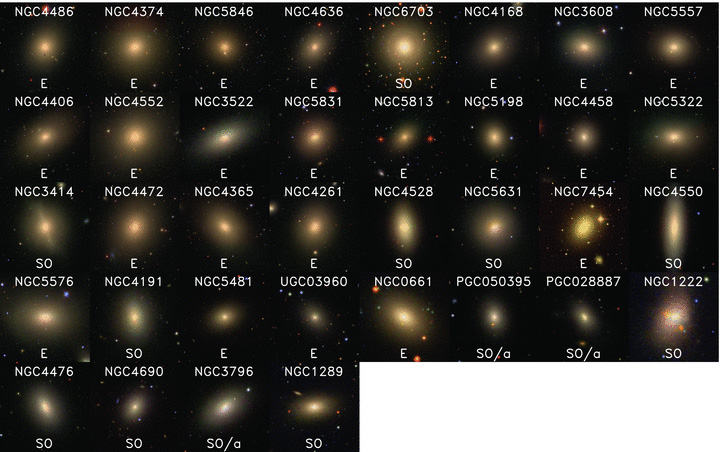 NGC4486 NGC4374 NGC5846 NGC4636 NGC6703 NGC4168 NGC3608 NGC5557
E E E E SO E E E
NGC4406 NGC4552 NGC3522 NGC5831 NGC5813 NGC5198 NGC4458 NGC5322
E E E E E E E E
NGC3414 NGC4472 NGC4365 NGC4261 NGC4528 NGC5631 NGC7454 NGC4550
SO E E E SO SO E SO
NGC5576 NGC4191 NGC5481 UGC03960 NGC0661 PGC050395 PGC028887 NGC1222
E SO E E E SO/a SO/a SO
NGC4476 NGC4690 NGC3796 NGC1289
SO SO SO/a SO